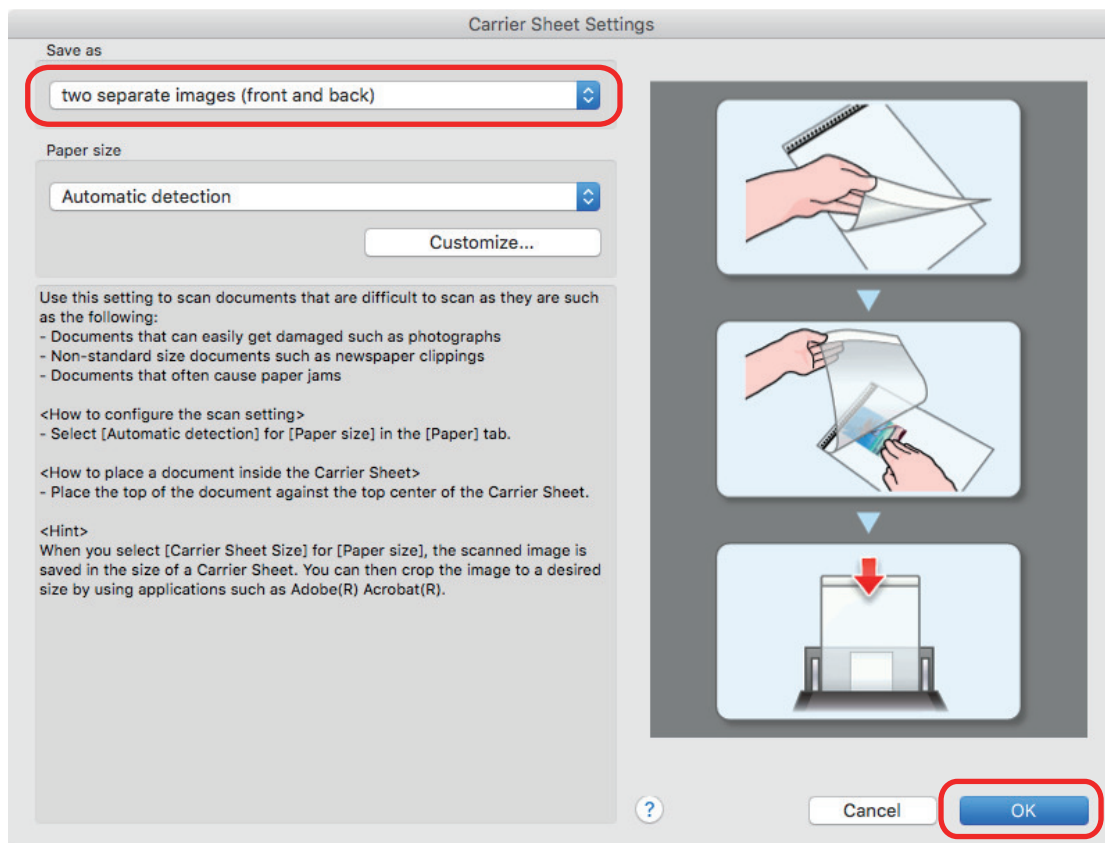 Carrier Sheet Settings
Save as
two separate images (front and back)
Paper size
Automatic detection
Customize...
Use this setting to scan documents that are difficult to scan as they are such
as the following:
- Documents that can easily get damaged such as photographs
- Non-standard size documents such as newspaper clippings
- Documents that often cause paper jams
<How to configure the scan setting>
- Select [Automatic detection] for [Paper size] in the [Paper] tab.
<How to place a document inside the Carrier Sheet>
- Place the top of the document against the top center of the Carrier Sheet.
<Hint>
When you select [Carrier Sheet Size] for [Paper size], the scanned image is
saved in the size of a Carrier Sheet. You can then crop the image to a desired
size by using applications such as Adobe(R) Acrobat(R).
?
Cancel
OK